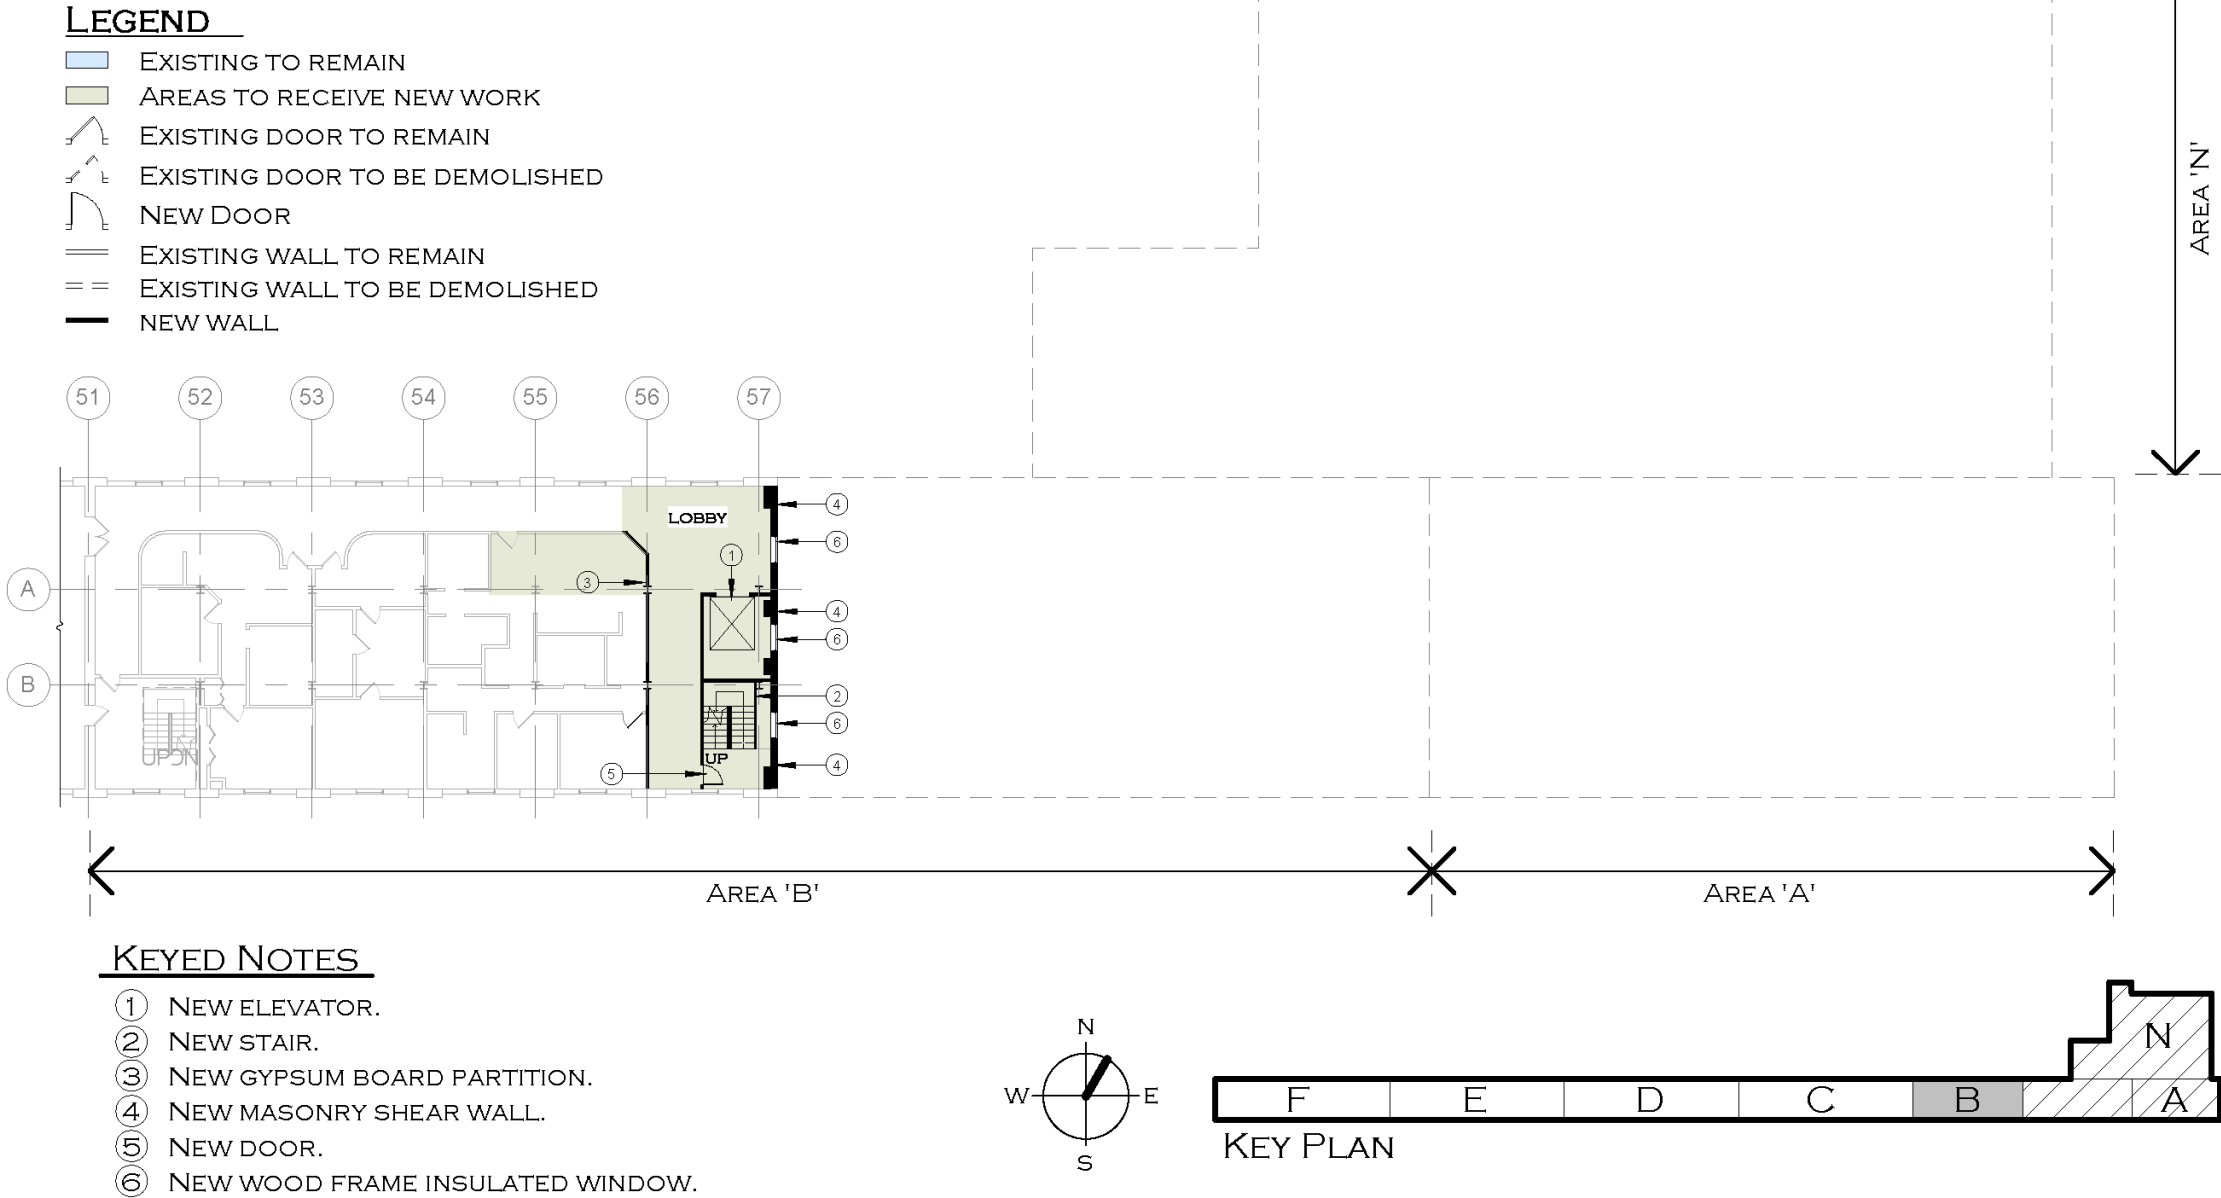 LEGEND
EXISTING TO REMAIN
AREAS TO RECEIVE NEW WORK
EXISTING DOOR TO REMAIN
EXISTING DOOR TO BE DEMOLISHED
NEW DOOR
EXISTING WALL TO REMAIN
EXISTING WALL TO BE DEMOLISHED
NEW WALL
AREA 'N'
51 52 53 54 55 56 57
LOBBY
4
6
1
A
3
4
6
B
2
6
UP
DN
UP
5
4
AREA 'B'
AREA 'A'
KEYED NOTES
1 NEW ELEVATOR.
2 NEW STAIR.
3 NEW GYPSUM BOARD PARTITION.
4 NEW MASONRY SHEAR WALL.
5 NEW DOOR.
6 NEW WOOD FRAME INSULATED WINDOW.
N
W E
S
N
F E D C B A
KEY PLAN